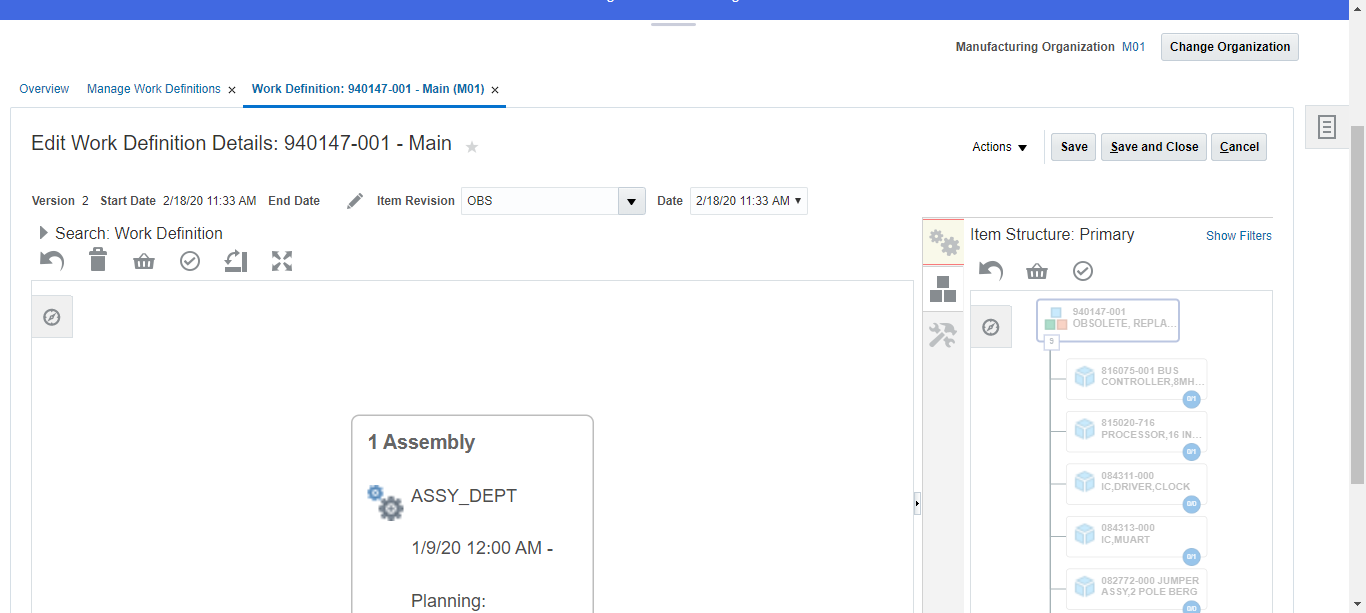 Manufacturing Organization M01 Change Organization
Overview Manage Work Definitions × Work Definition: 940147-001 - Main (M01) ×
Edit Work Definition Details: 940147-001 - Main
Actions Save Save and Close Cancel
Version 2 Start Date 2/18/20 11:33 AM End Date Item Revision OBS Date 2/18/20 11:33 AM
Search: Work Definition
Item Structure: Primary Show Filters
1 Assembly
ASSY_DEPT
1/9/20 12:00 AM -
Planning:
940147-001
OBSOLETE, REPLA...
5
816075-001 BUS
CONTROLLER,8MH...
0/1
815020-716
PROCESSOR,16 IN...
0/1
084311-000
IC,DRIVER,CLOCK
0/0
084313-000
IC,MUART
0/1
082772-000 JUMPER
ASSY,2 POLE BERG
0/0